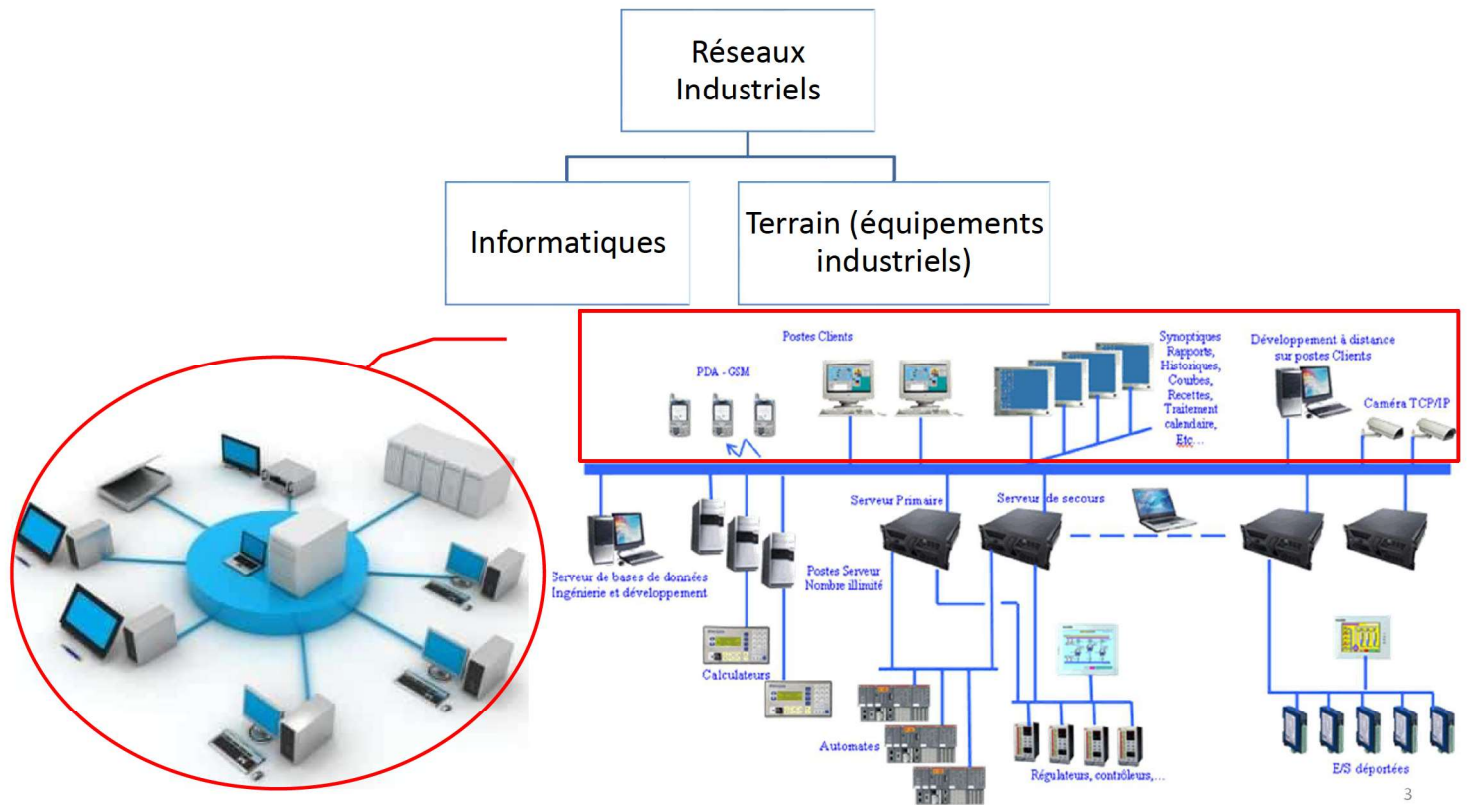 Réseaux
Industriels
Informatiques
Terrain (équipements
industriels)
Postes Clients
PDA - GSM
Synoptiques
Rapports,
Historiques,
Courbes,
Recettes,
Traitement
calendaire,
Etc…
Développement à distance
sur postes Clients
Caméra TCP/IP
Serveur Primaire
Serveur de secours
Serveur de bases de données
Ingénierie et développement
Postes Serveur
Nombre illimité
Calculateurs
Automates
Régulateurs, contrôleurs,...
E/S déportées
3